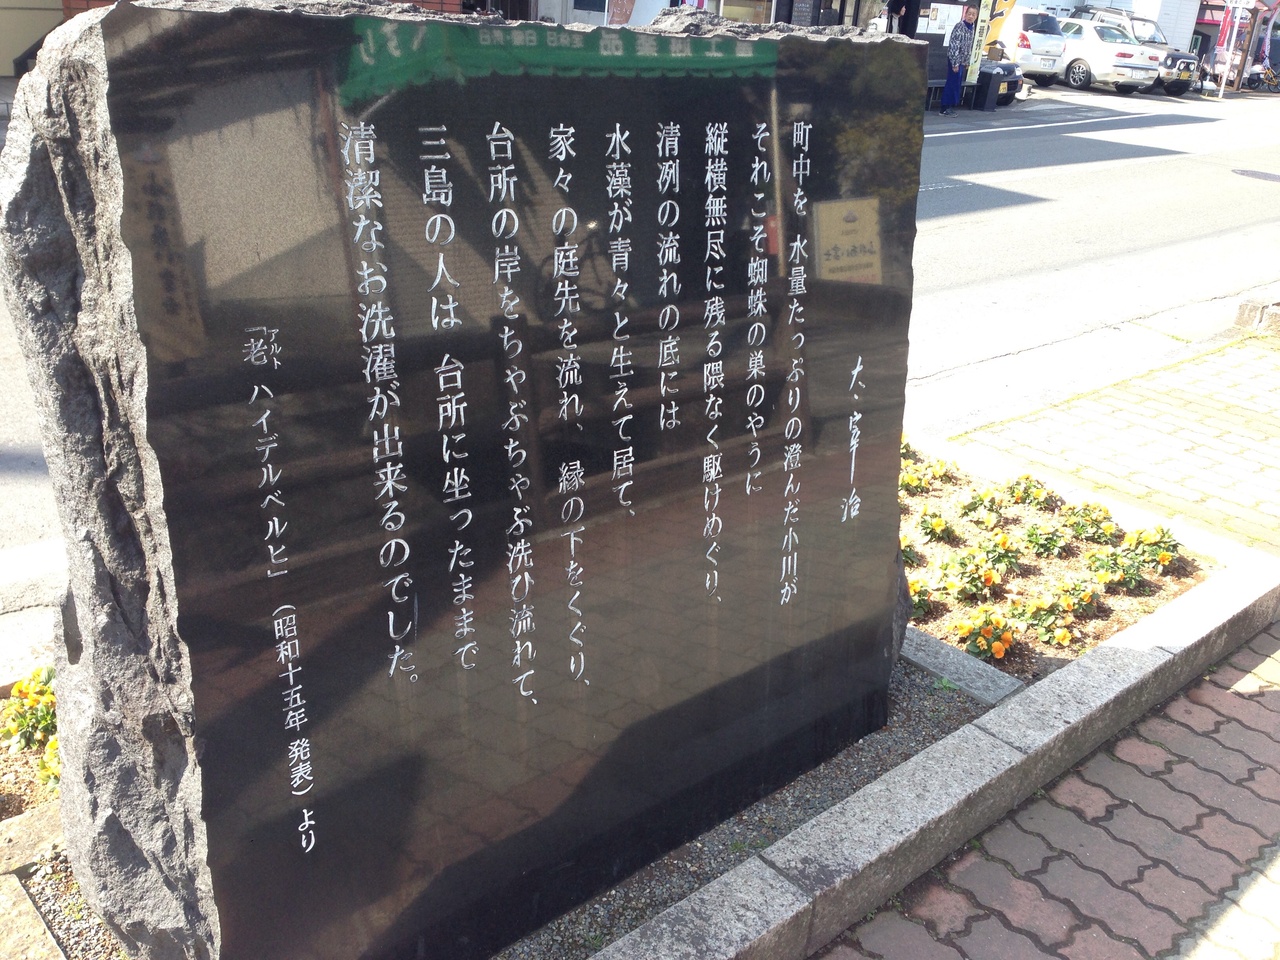 太宰治
町中を 水量たっぷりの澄んだ小川が
それこそ蜘蛛の巣のやうに
縦横無尽に残る隈なく駆けめぐり、
清冽の流れの底には
水藻が青々と生えて居て、
家々の庭先を流れ、縁の下をくぐり、
台所の岸をちゃぶちゃぶ洗ひ流れて、
三島の人は 台所に坐ったままで
清潔なお洗濯が出来るのでした。
「老アルト ハイデルベルヒ」 (昭和十五年 発表) より